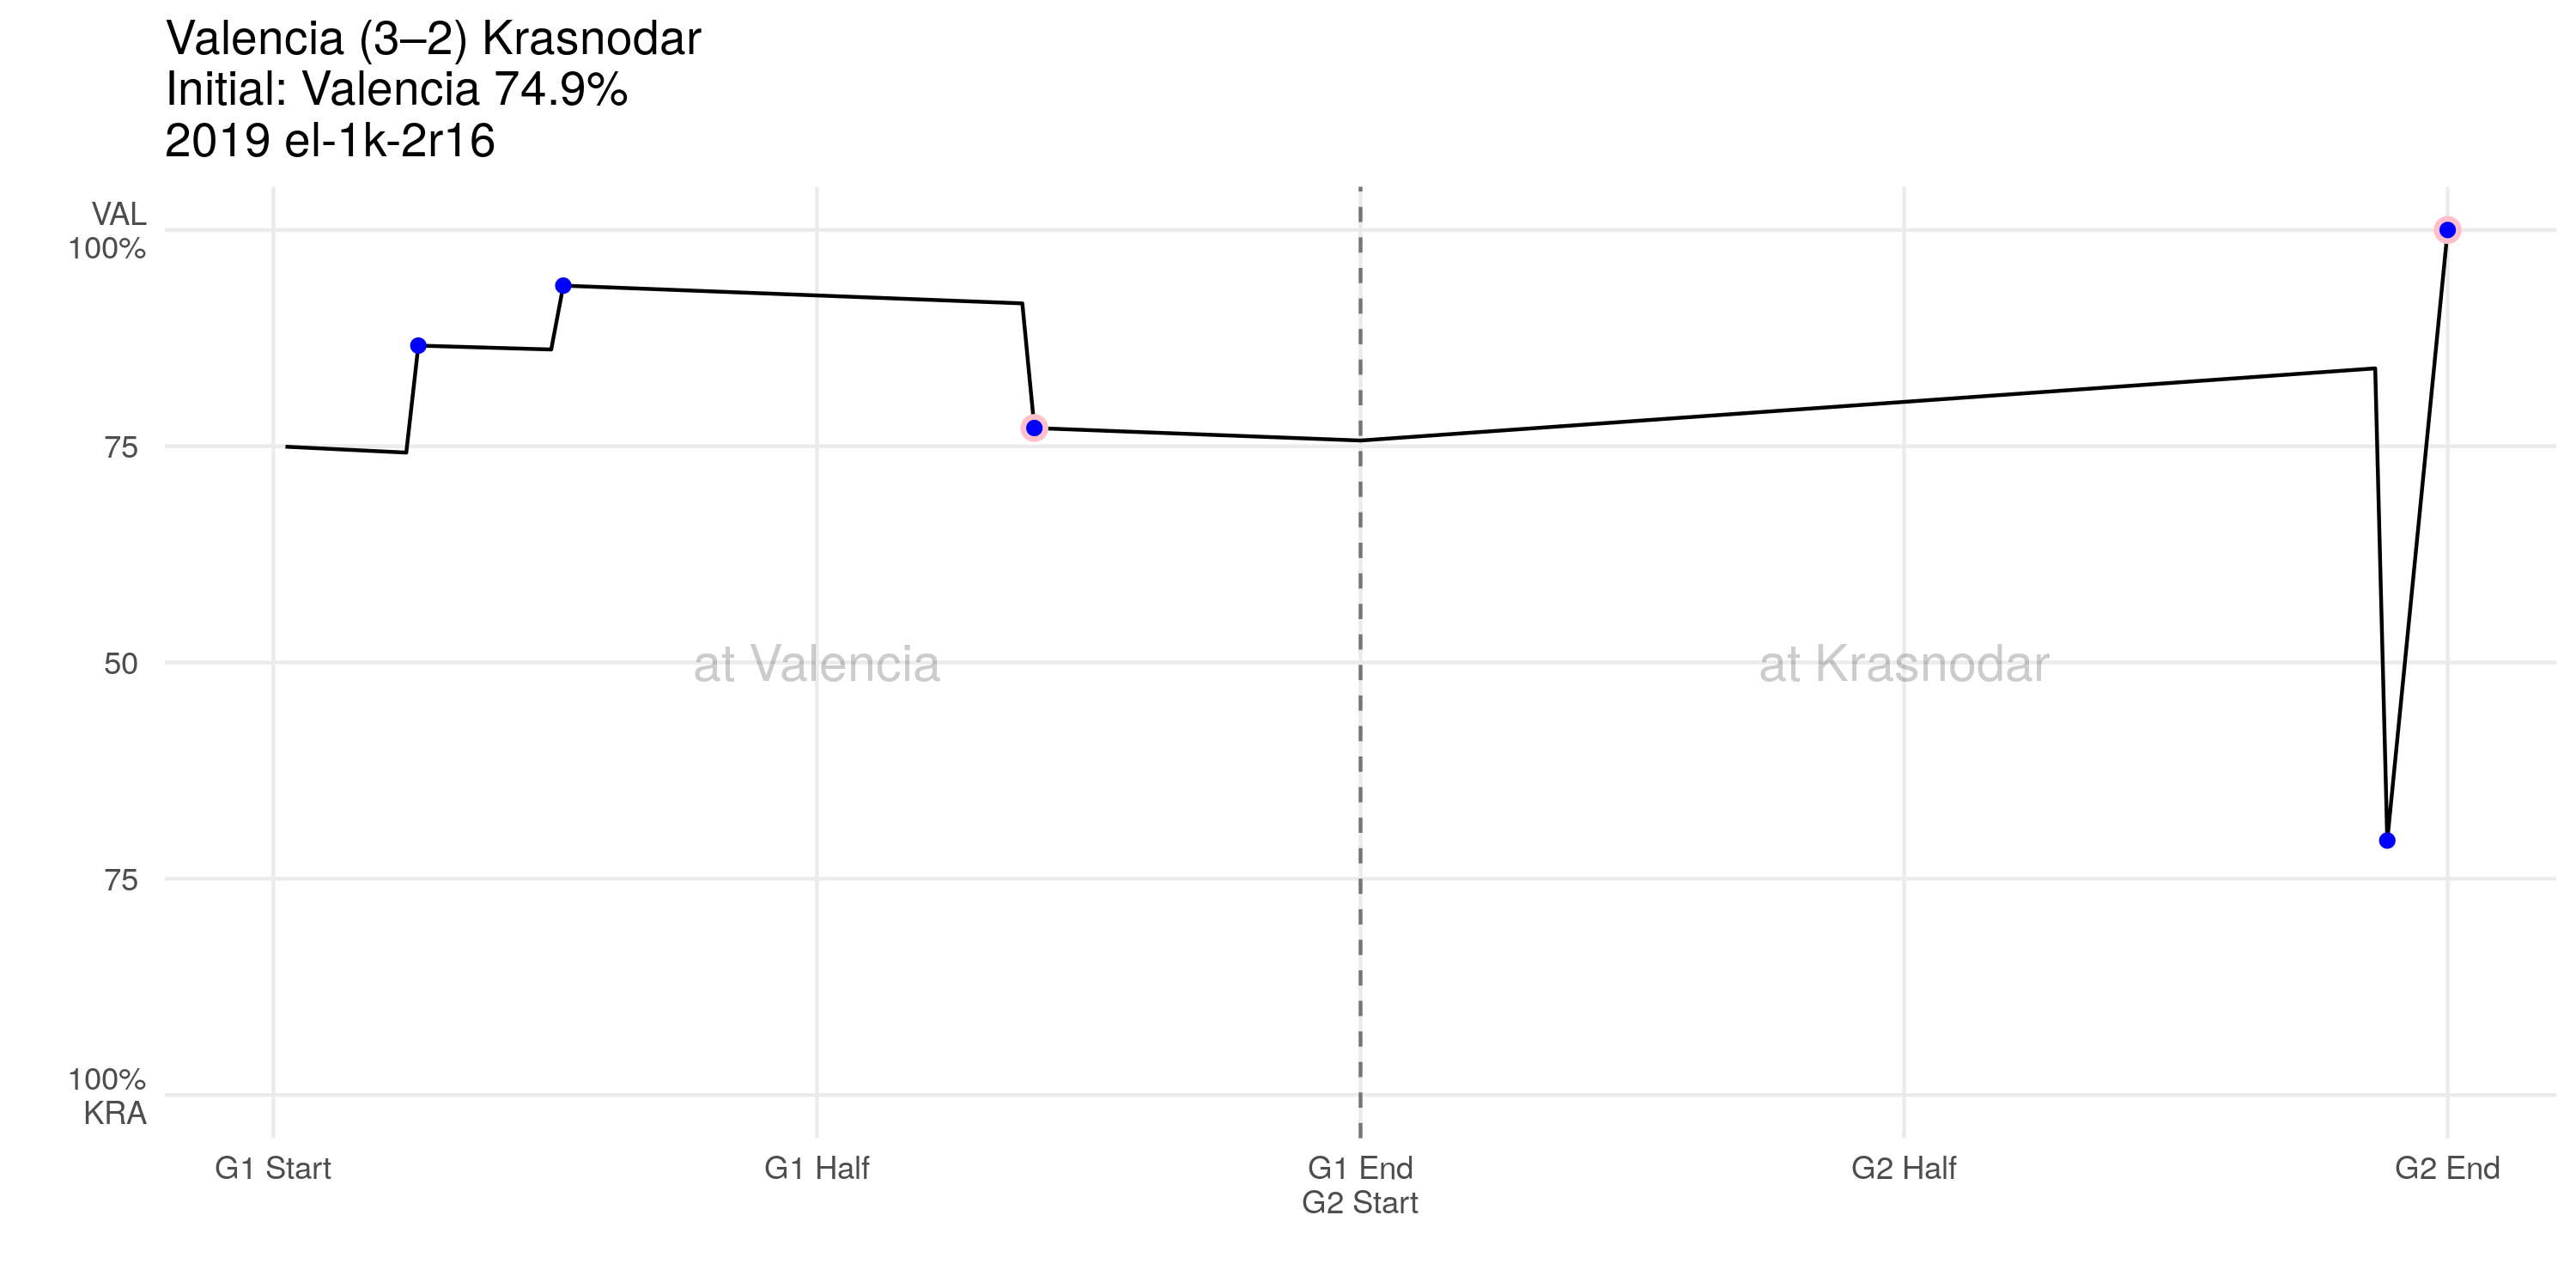 Valencia (3–2) Krasnodar
Initial: Valencia 74.9%
2019 el-1k-2r16
VAL
100%
75
50
75
100%
KRA
at Valencia
at Krasnodar
G1 Start
G1 Half
G1 End
G2 Start
G2 Half
G2 End